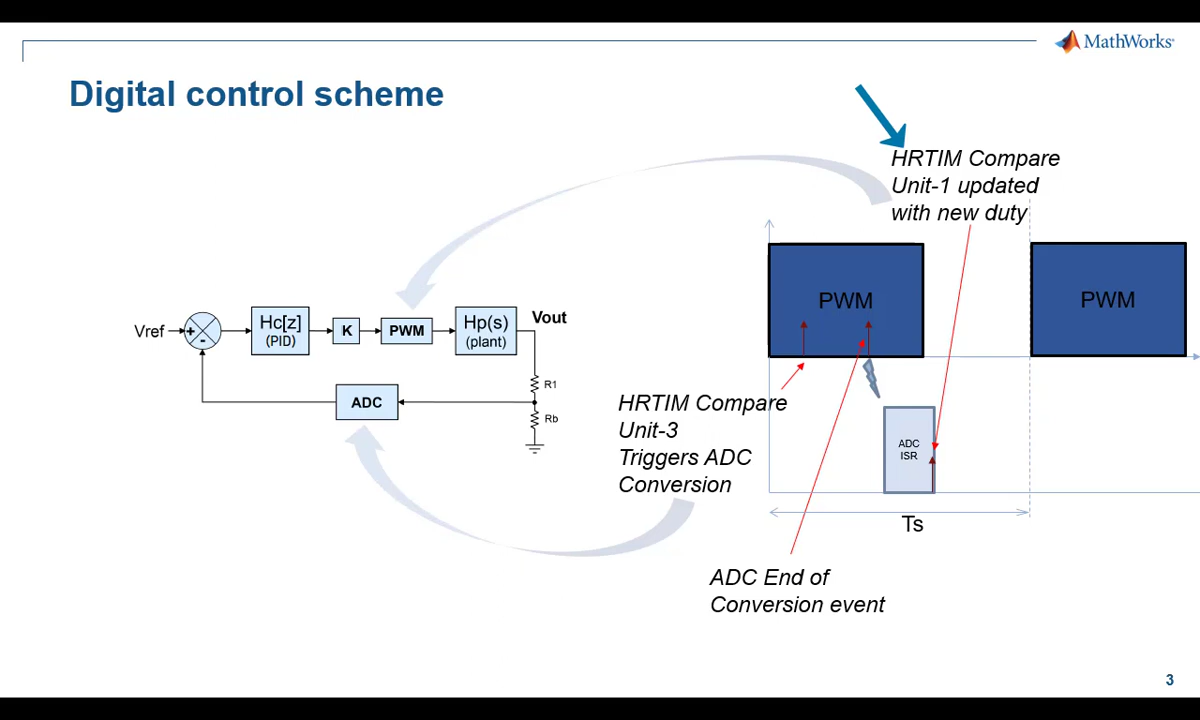 MathWorks
Digital control scheme
HRTIM Compare
Unit-1 updated
with new duty
PWM
PWM
Vref
+
-
Hc[z]
(PID)
K
PWM
Hp(s)
(plant)
Vout
R1
Rb
ADC
HRTIM Compare
Unit-3
Triggers ADC
Conversion
ADC
ISR
Ts
ADC End of
Conversion event
3